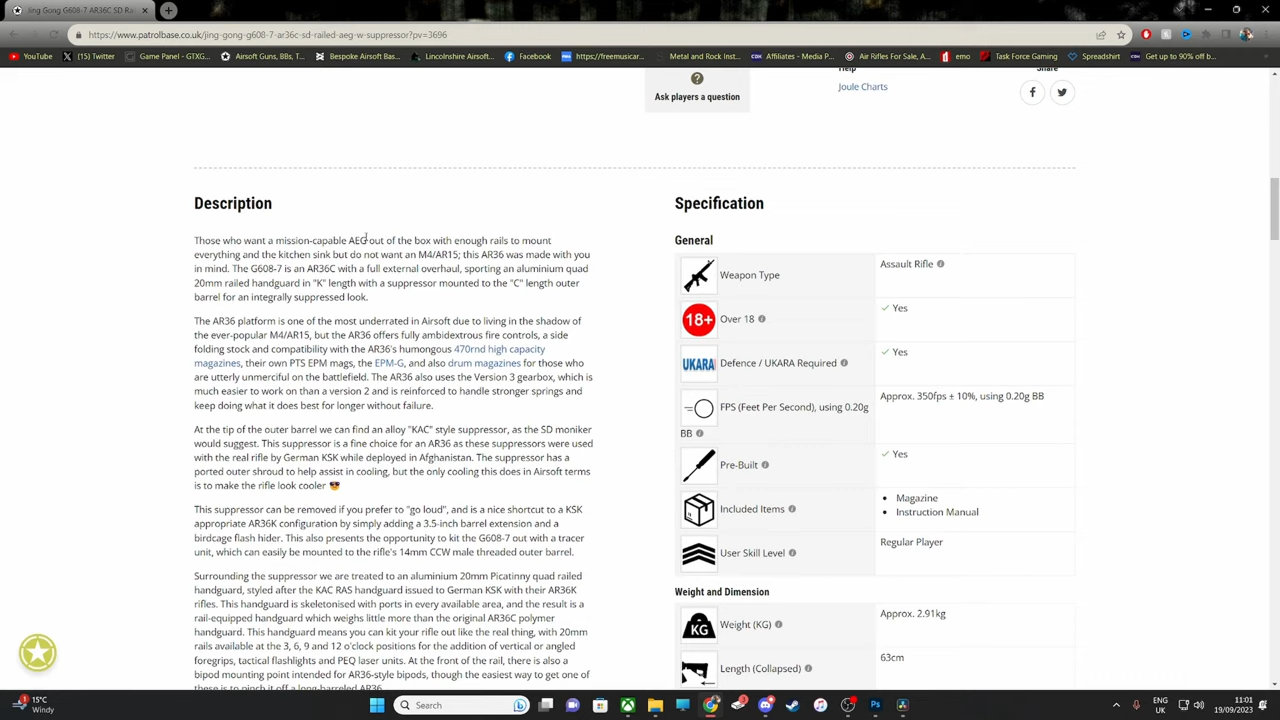 Jing Gong G608-7 AR36C SD Ra
https://www.patrolbase.co.uk/jing-gong-g608-7-ar36c-sd-railed-aeg-w-suppressor?pv=3696
YouTube
(15) Twitter
Game Panel - GTXG...
Airsoft Guns, BBs, T...
Bespoke Airsoft Bas...
Lincolnshire Airsoft...
Facebook
https://freemusicar...
Metal and Rock Inst...
Affiliates - Media P...
Air Rifles For Sale, A...
emo
Task Force Gaming
Spreadshirt
Get up to 90% off b...
Help
Share
Joule Charts
Ask players a question
Description
Those who want a mission-capable AEG out of the box with enough rails to mount
everything and the kitchen sink but do not want an M4/AR15; this AR36 was made with you
in mind. The G608-7 is an AR36C with a full external overhaul, sporting an aluminium quad
20mm railed handguard in "K" length with a suppressor mounted to the "C" length outer
barrel for an integrally suppressed look.
The AR36 platform is one of the most underrated in Airsoft due to living in the shadow of
the ever-popular M4/AR15, but the AR36 offers fully ambidextrous fire controls, a side
folding stock and compatibility with the AR36's humongous 470rnd high capacity
magazines, their own PTS EPM mags, the EPM-G, and also drum magazines for those who
are utterly unmerciful on the battlefield. The AR36 also uses the Version 3 gearbox, which is
much easier to work on than a version 2 and is reinforced to handle stronger springs and
keep doing what it does best for longer without failure.
At the tip of the outer barrel we can find an alloy "KAC" style suppressor, as the SD moniker
would suggest. This suppressor is a fine choice for an AR36 as these suppressors were used
with the real rifle by German KSK while deployed in Afghanistan. The suppressor has a
ported outer shroud to help assist in cooling, but the only cooling this does in Airsoft terms
is to make the rifle look cooler 😎
This suppressor can be removed if you prefer to "go loud", and is a nice shortcut to a KSK
appropriate AR36K configuration by simply adding a 3.5-inch barrel extension and a
birdcage flash hider. This also presents the opportunity to kit the G608-7 out with a tracer
unit, which can easily be mounted to the rifle's 14mm CCW male threaded outer barrel.
Surrounding the suppressor we are treated to an aluminium 20mm Picatinny quad railed
handguard, styled after the KAC RAS handguard issued to German KSK with their AR36K
rifles. This handguard is skeletonised with ports in every available area, and the result is a
rail-equipped handguard which weighs little more than the original AR36C polymer
handguard. This handguard means you can kit your rifle out like the real thing, with 20mm
rails available at the 3, 6, 9 and 12 o'clock positions for the addition of vertical or angled
foregrips, tactical flashlights and PEQ laser units. At the front of the rail, there is also a
bipod mounting point intended for AR36-style bipods, though the easiest way to get one of
these is to pinch it off a long-barreled AR36.
Specification
General
Weapon Type
Assault Rifle
18+ Over 18
Yes
UKARA Defence / UKARA Required
Yes
FPS (Feet Per Second), using 0.20g
BB
Approx. 350fps ± 10%, using 0.20g BB
Pre-Built
Yes
Included Items
• Magazine
• Instruction Manual
User Skill Level
Regular Player
Weight and Dimension
KG Weight (KG)
Approx. 2.91kg
Length (Collapsed)
63cm
15°C
Windy
Search
Ps
ENG
UK
11:01
19/09/2023